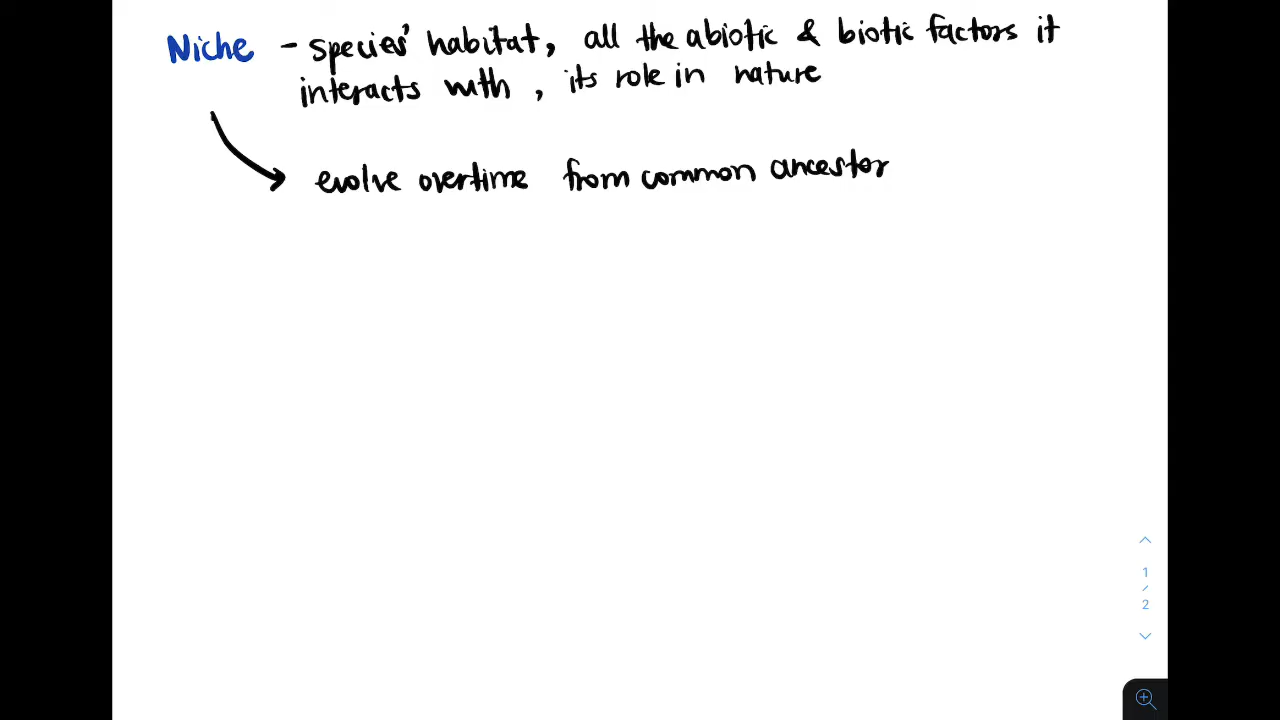 Niche - species' habitat, all the abiotic & biotic factors it
interacts with, its role in nature
evolve overtime from common ancestor
1
/
2